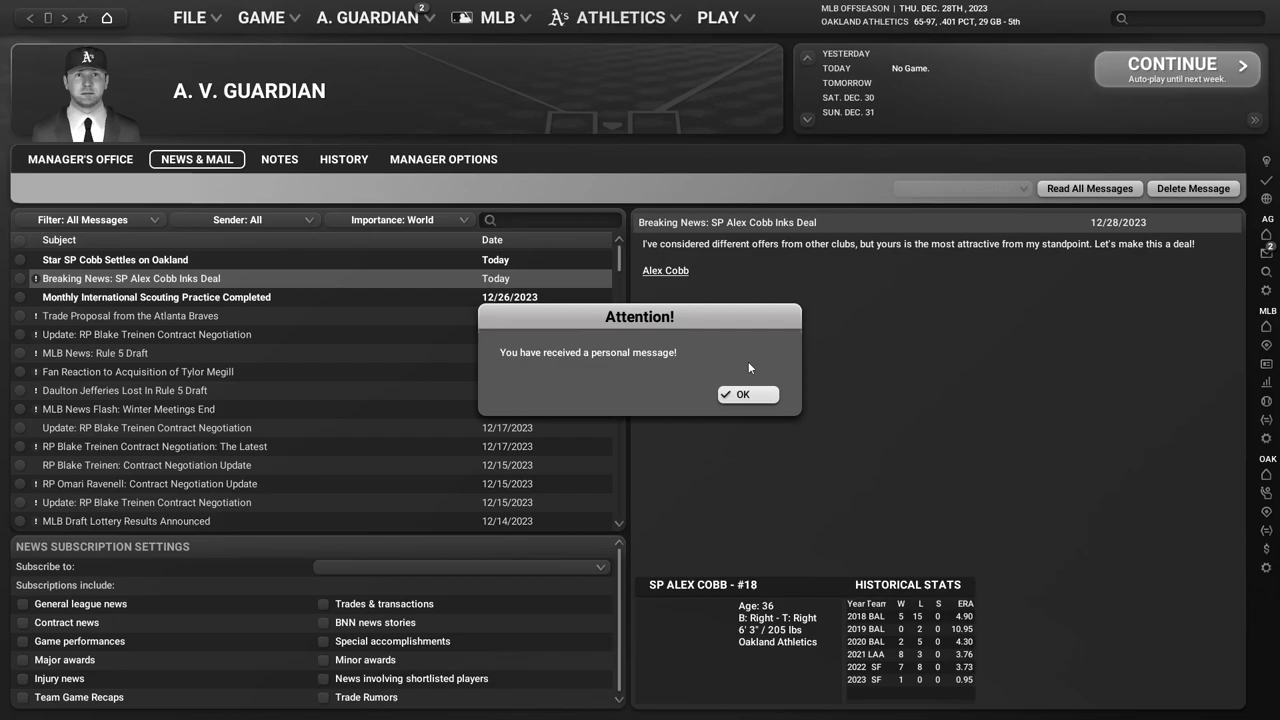 FILE
GAME
A. GUARDIAN
2
MLB
A's ATHLETICS
PLAY
MLB OFFSEASON | THU. DEC. 28TH , 2023
OAKLAND ATHLETICS 65-97, .401 PCT, 29 GB - 5th
A. V. GUARDIAN
YESTERDAY
TODAY No Game.
TOMORROW
SAT. DEC. 30
SUN. DEC. 31
CONTINUE
Auto-play until next week.
MANAGER'S OFFICE
NEWS & MAIL
NOTES
HISTORY
MANAGER OPTIONS
Read All Messages
Delete Message
Filter: All Messages
Sender: All
Importance: World
Subject Date
Star SP Cobb Settles on Oakland Today
! Breaking News: SP Alex Cobb Inks Deal Today
Monthly International Scouting Practice Completed 12/26/2023
! Trade Proposal from the Atlanta Braves
! Update: RP Blake Treinen Contract Negotiation
! MLB News: Rule 5 Draft
! Fan Reaction to Acquisition of Tylor Megill
! Daulton Jefferies Lost In Rule 5 Draft
! MLB News Flash: Winter Meetings End
Update: RP Blake Treinen Contract Negotiation 12/17/2023
! RP Blake Treinen Contract Negotiation: The Latest 12/17/2023
RP Blake Treinen: Contract Negotiation Update 12/15/2023
! RP Omari Ravenell: Contract Negotiation Update 12/15/2023
! Update: RP Blake Treinen Contract Negotiation 12/15/2023
! MLB Draft Lottery Results Announced 12/14/2023
Breaking News: SP Alex Cobb Inks Deal 12/28/2023
I've considered different offers from other clubs, but yours is the most attractive from my standpoint. Let's make this a deal!
Alex Cobb
Attention!
You have received a personal message!
OK
NEWS SUBSCRIPTION SETTINGS
Subscribe to:
Subscriptions include:
General league news
Trades & transactions
Contract news
BNN news stories
Game performances
Special accomplishments
Major awards
Minor awards
Injury news
News involving shortlisted players
Team Game Recaps
Trade Rumors
SP ALEX COBB - #18
Age: 36
B: Right - T: Right
6' 3" / 205 lbs
Oakland Athletics
HISTORICAL STATS
Year Team W L S ERA
2018 BAL 5 15 0 4.90
2019 BAL 0 2 0 10.95
2020 BAL 2 5 0 4.30
2021 LAA 8 3 0 3.76
2022 SF 7 8 0 3.73
2023 SF 1 0 0 0.95
AG
2
MLB
OAK